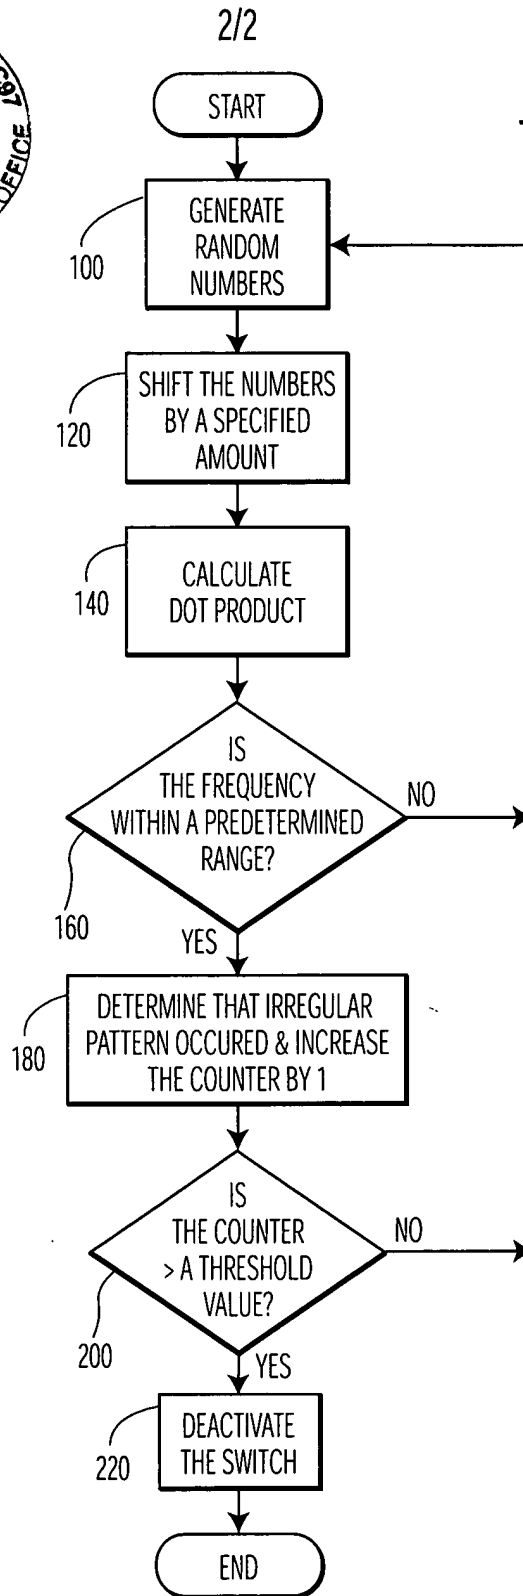 2/2
OFFICE
START
GENERATE
RANDOM
NUMBERS
100
SHIFT THE NUMBERS
BY A SPECIFIED
AMOUNT
120
CALCULATE
DOT PRODUCT
140
IS
THE FREQUENCY
WITHIN A PREDETERMINED
RANGE?
NO
160
YES
DETERMINE THAT IRREGULAR
PATTERN OCCURED & INCREASE
THE COUNTER BY 1
180
IS
THE COUNTER
> A THRESHOLD
VALUE?
NO
200
YES
DEACTIVATE
THE SWITCH
220
END